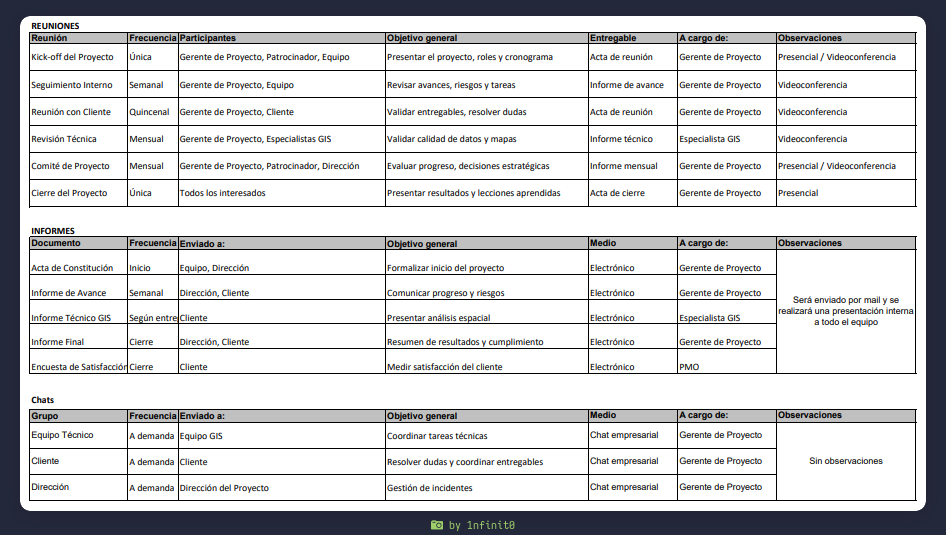 REUNIONES
Reunión Frecuencia Participantes Objetivo general Entregable A cargo de: Observaciones
Kick-off del Proyecto Única Gerente de Proyecto, Patrocinador, Equipo Presentar el proyecto, roles y cronograma Acta de reunión Gerente de Proyecto Presencial / Videoconferencia
Seguimiento Interno Semanal Gerente de Proyecto, Equipo Revisar avances, riesgos y tareas Informe de avance Gerente de Proyecto Videoconferencia
Reunión con Cliente Quincenal Gerente de Proyecto, Cliente Validar entregables, resolver dudas Acta de reunión Gerente de Proyecto Videoconferencia
Revisión Técnica Mensual Gerente de Proyecto, Especialistas GIS Validar calidad de datos y mapas Informe técnico Especialista GIS Videoconferencia
Comité de Proyecto Mensual Gerente de Proyecto, Patrocinador, Dirección Evaluar progreso, decisiones estratégicas Informe mensual Gerente de Proyecto Presencial / Videoconferencia
Cierre del Proyecto Única Todos los interesados Presentar resultados y lecciones aprendidas Acta de cierre Gerente de Proyecto Presencial
INFORMES
Documento Frecuencia Enviado a: Objetivo general Medio A cargo de: Observaciones
Acta de Constitución Inicio Equipo, Dirección Formalizar inicio del proyecto Electrónico Gerente de Proyecto
Informe de Avance Semanal Dirección, Cliente Comunicar progreso y riesgos Electrónico Gerente de Proyecto
Informe Técnico GIS Según entre Cliente Presentar análisis espacial Electrónico Especialista GIS
Informe Final Cierre Dirección, Cliente Resumen de resultados y cumplimiento Electrónico Gerente de Proyecto
Encuesta de Satisfacción Cierre Cliente Medir satisfacción del cliente Electrónico PMO
Será enviado por mail y se
realizará una presentación interna
a todo el equipo
Chats
Grupo Frecuencia Enviado a: Objetivo general Medio A cargo de: Observaciones
Equipo Técnico A demanda Equipo GIS Coordinar tareas técnicas Chat empresarial Gerente de Proyecto
Cliente A demanda Cliente Resolver dudas y coordinar entregables Chat empresarial Gerente de Proyecto Sin observaciones
Dirección A demanda Dirección del Proyecto Gestión de incidentes Chat empresarial Gerente de Proyecto
by 1nfinit0